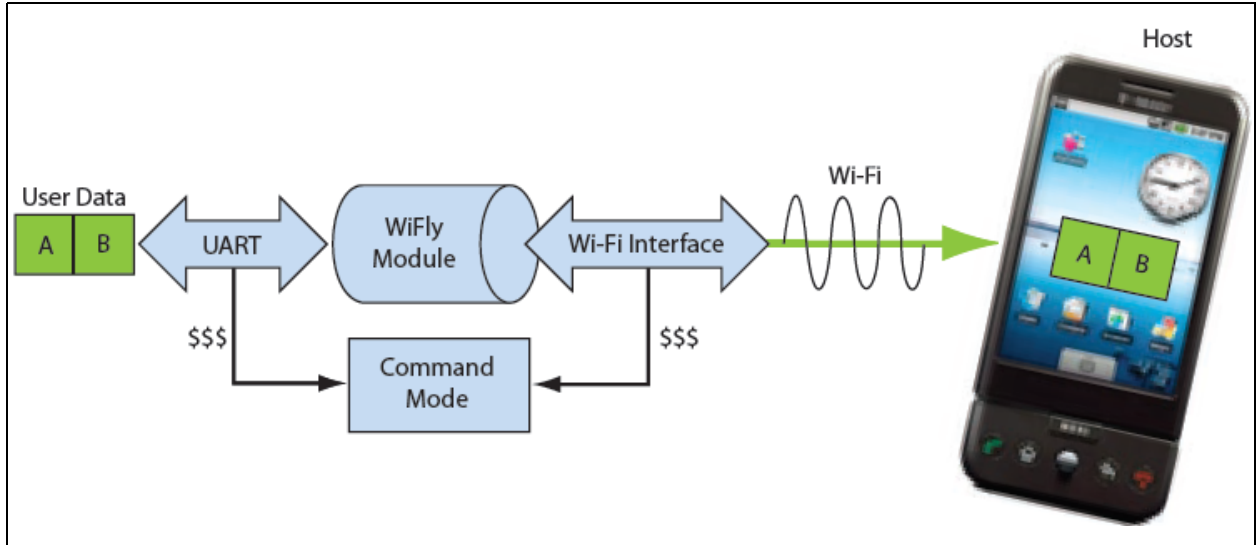 Host
Wi-Fi
User Data
A B
UART
WiFly
Module
Wi-Fi Interface
A B
$$$
$$$
Command
Mode